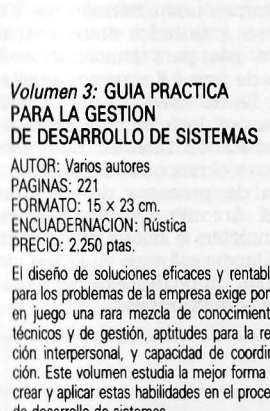 Volumen 3: GUIA PRACTICA
PARA LA GESTION
DE DESARROLLO DE SISTEMAS
AUTOR: Varios autores
PAGINAS: 221
FORMATO: 15 × 23 cm.
ENCUADERNACION: Rústica
PRECIO: 2.250 ptas.
El diseño de soluciones eficaces y rentabl
para los problemas de la empresa exige pon
en juego una rara mezcla de conocimient
técnicos y de gestión, aptitudes para la re
ción interpersonal, y capacidad de coordin
ción. Este volumen estudia la mejor forma
crear y aplicar estas habilidades en el proce
de desarrollo de sistemas